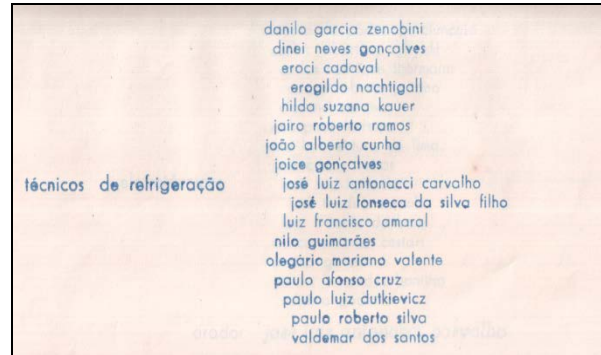 danilo garcia zenobini
dinei neves gonçalves
eroci cadaval
erogildo nachtigall
hilda suzana kauer
jairo roberto ramos
joão alberto cunha
joice gonçalves
técnicos de refrigeração
josé luiz antonacci carvalho
josé luiz fonseca da silva filho
luiz francisco amaral
nilo guimarães
olegário mariano valente
paulo afonso cruz
paulo luiz dutkievicz
paulo roberto silva
valdemar dos santos